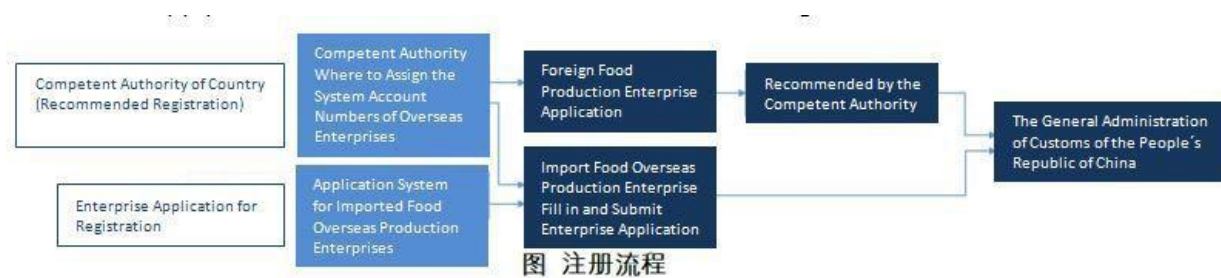 Competent Authority of Country
(Recommended Registration)
Competent Authority
Where to Assign the
System Account
Numbers of Overseas
Enterprises
Foreign Food
Production Enterprise
Application
Recommended by the
Competent Authority
The General Administration
of Customs of the People´s
Republic of China
Enterprise Application for
Registration
Application System
for Imported Food
Overseas Production
Enterprises
Import Food Overseas
Production Enterprise
Fill in and Submit
Enterprise Application
图 注册流程